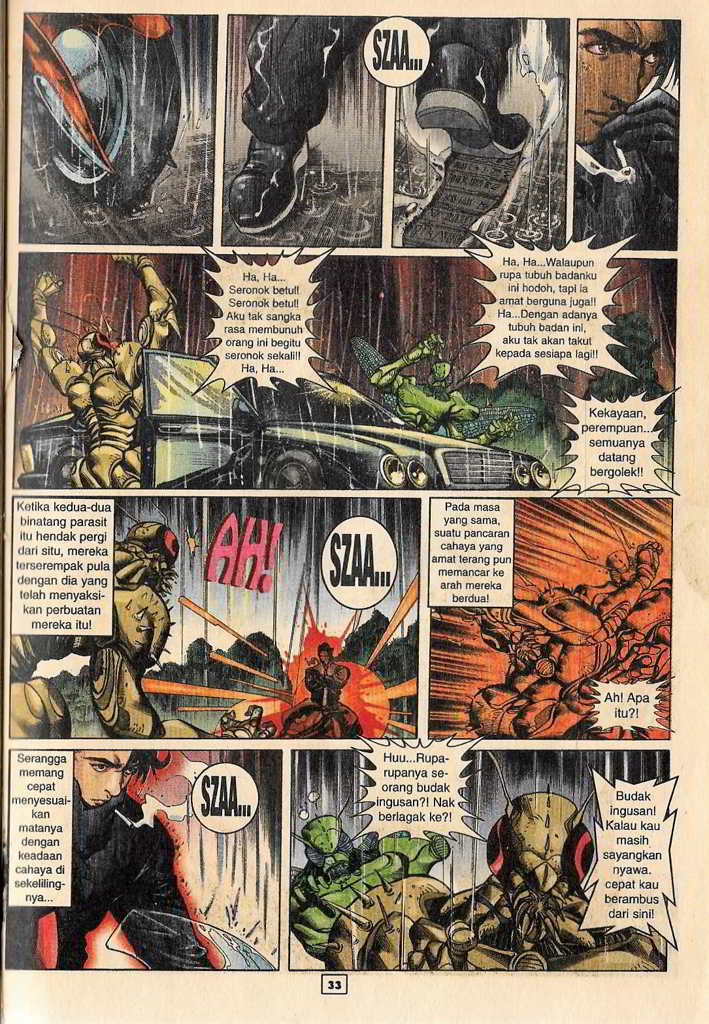 SZAA...
Ha, Ha...
Seronok betul!
Seronok betul!
Aku tak sangka
rasa membunuh
orang ini begitu
seronok sekali!!
Ha, Ha...
Ha, Ha...Walaupun
rupa tubuh badanku
ini hodoh, tapi ia
amat berguna juga!!
Ha...Dengan adanya
tubuh badan ini,
aku tak akan takut
kepada sesiapa lagi!!
Kekayaan,
perempuan...
semuanya
datang
bergolek!!
Ketika kedua-dua
binatang parasit
itu hendak pergi
dari situ, mereka
terserempak pula
dengan dia yang
telah menyaksi-
kan perbuatan
mereka itu!
AH!
SZAA...
Pada masa
yang sama,
suatu pancaran
cahaya yang
amat terang pun
memancar ke
arah mereka
berdua!
Ah! Apa
itu?!
Serangga
memang
cepat
menyesuai-
kan
matanya
dengan
keadaan
cahaya di
sekeliling-
nya...
SZAA...
Huu...Rupa-
rupanya se-
orang budak
ingusan?! Nak
berlagak ke?!
Budak
ingusan!
Kalau kau
masih
sayangkan
nyawa.
cepat kau
berambus
dari sini!
33